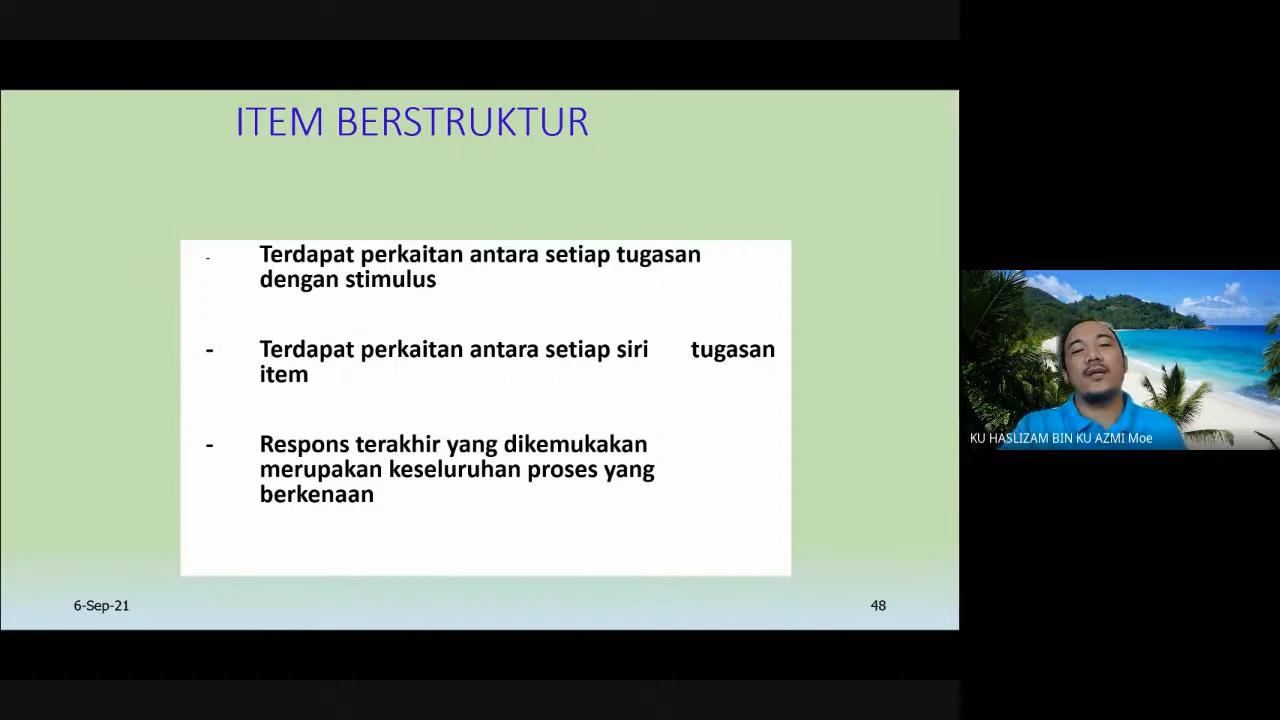 ITEM BERSTRUKTUR
- Terdapat perkaitan antara setiap tugasan
dengan stimulus
- Terdapat perkaitan antara setiap siri tugasan
item
- Respons terakhir yang dikemukakan
merupakan keseluruhan proses yang
berkenaan
6-Sep-21
48
KU HASLIZAM BIN KU AZMI Moe